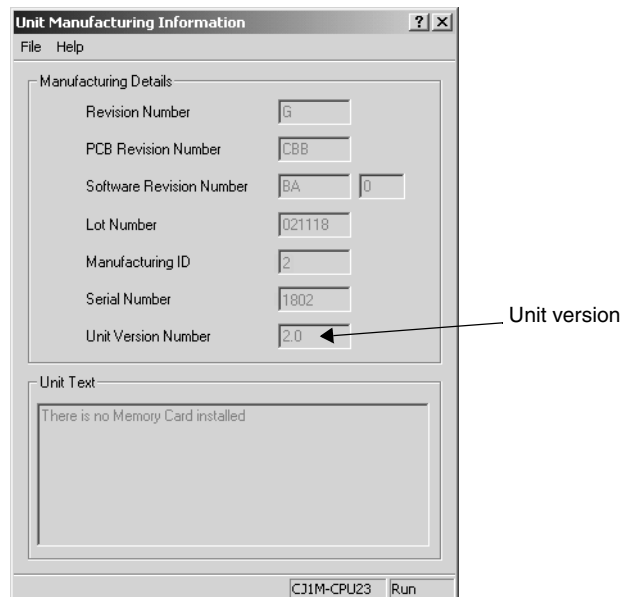 Unit Manufacturing Information ? ×
File Help
Manufacturing Details
Revision Number G
PCB Revision Number CBB
Software Revision Number BA 0
Lot Number 021118
Manufacturing ID 2
Serial Number 1802
Unit Version Number 2.0
Unit version
Unit Text
There is no Memory Card installed
CJ1M-CPU23 Run